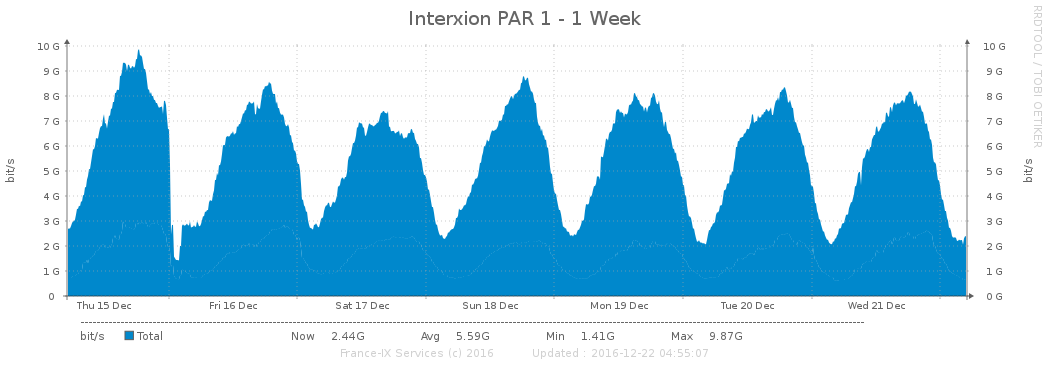 Interxion PAR 1 - 1 Week
RRDTOOL / TOBI OETIKER
bit/s
10 G 10 G
9 G 9 G
8 G 8 G
7 G 7 G
6 G 6 G
5 G 5 G
4 G 4 G
3 G 3 G
2 G 2 G
1 G 1 G
0 0 G
bit/s
Thu 15 Dec Fri 16 Dec Sat 17 Dec Sun 18 Dec Mon 19 Dec Tue 20 Dec Wed 21 Dec
bit/s Total Now 2.44G Avg 5.59G Min 1.41G Max 9.87G
France-IX Services (c) 2016 Updated : 2016-12-22 04:55:07